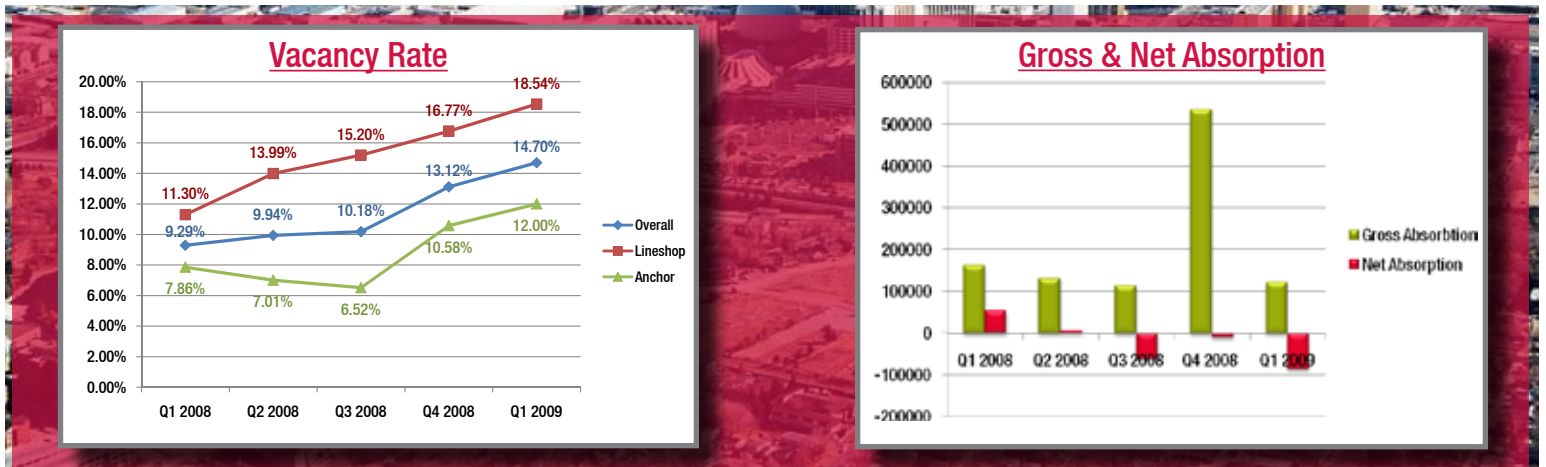 Vacancy Rate
20.00%
18.00%
16.00%
14.00%
12.00%
10.00%
8.00%
6.00%
4.00%
2.00%
0.00%
11.30%
13.99%
15.20%
16.77%
18.54%
9.29%
9.94%
10.18%
13.12%
14.70%
7.86%
7.01%
6.52%
10.58%
12.00%
Q1 2008
Q2 2008
Q3 2008
Q4 2008
Q1 2009
Overall
Lineshop
Anchor
Gross & Net Absorption
600000
500000
400000
300000
200000
100000
0
-100000
-200000
Q1 2008
Q2 2008
Q3 2008
Q4 2008
Q1 2009
Gross Absorbtion
Net Absorption